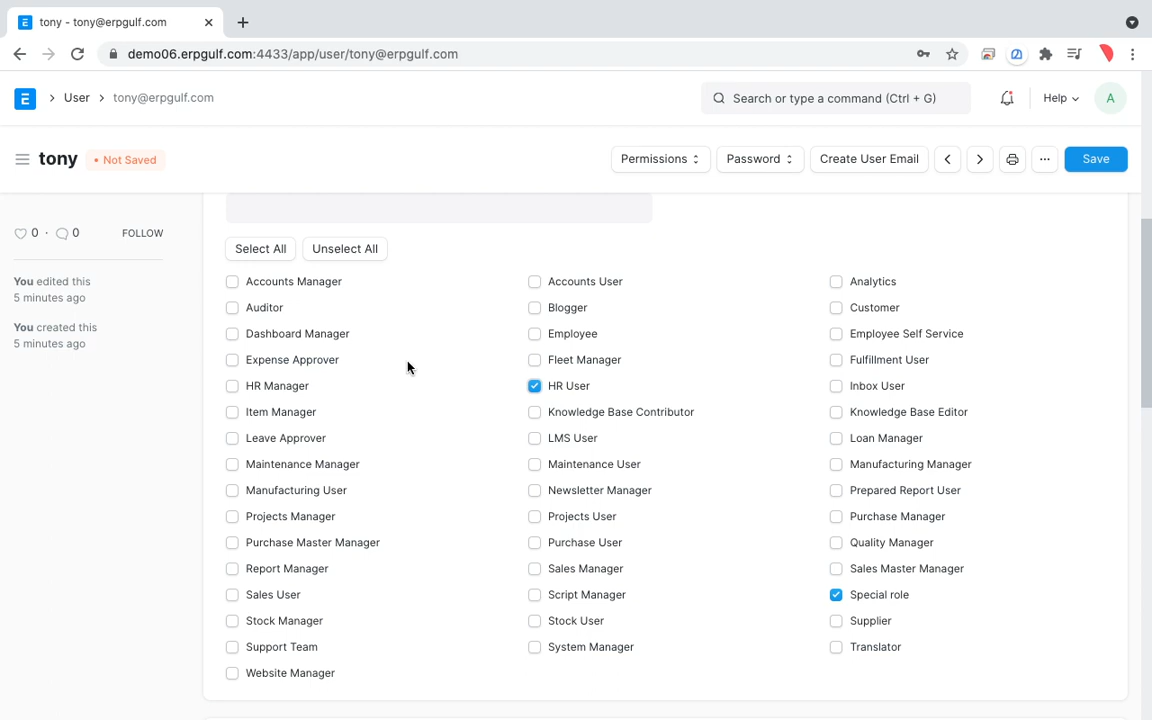 tony - tony@erpgulf.com
demo06.erpgulf.com:4433/app/user/tony@erpgulf.com
E User tony@erpgulf.com Search or type a command (Ctrl + G) Help A
tony • Not Saved Permissions Password Create User Email ... Save
0 · 0 FOLLOW
You edited this
5 minutes ago
You created this
5 minutes ago
Select All Unselect All
Accounts Manager Accounts User Analytics
Auditor Blogger Customer
Dashboard Manager Employee Employee Self Service
Expense Approver Fleet Manager Fulfillment User
HR Manager HR User Inbox User
Item Manager Knowledge Base Contributor Knowledge Base Editor
Leave Approver LMS User Loan Manager
Maintenance Manager Maintenance User Manufacturing Manager
Manufacturing User Newsletter Manager Prepared Report User
Projects Manager Projects User Purchase Manager
Purchase Master Manager Purchase User Quality Manager
Report Manager Sales Manager Sales Master Manager
Sales User Script Manager Special role
Stock Manager Stock User Supplier
Support Team System Manager Translator
Website Manager